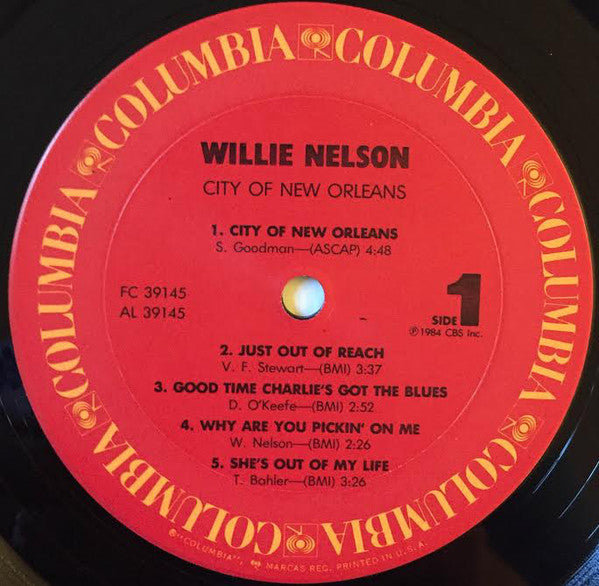 COLUMBIA COLUMBIA COLUMBIA COLUMBIA COLUMBIA COLUMBIA
WILLIE NELSON
CITY OF NEW ORLEANS
1. CITY OF NEW ORLEANS
S. Goodman—(ASCAP) 4:48
FC 39145
AL 39145
SIDE 1
℗1984 CBS Inc.
2. JUST OUT OF REACH
V. F. Stewart—(BMI) 3:37
3. GOOD TIME CHARLIE'S GOT THE BLUES
D. O'Keefe—(BMI) 2:52
4. WHY ARE YOU PICKIN' ON ME
W. Nelson—(BMI) 2:26
5. SHE'S OUT OF MY LIFE
T. Bahler—(BMI) 3:26
®"COLUMBIA", MARCAS REG. PRINTED IN U.S.A.